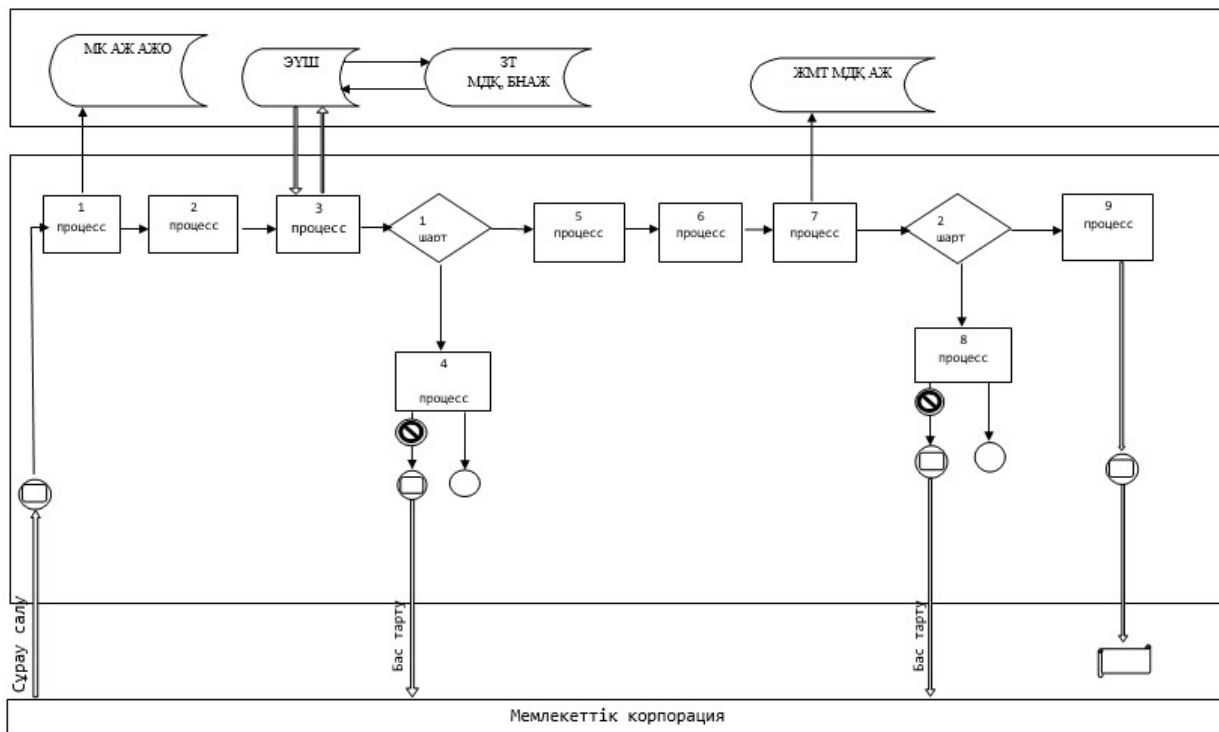 МК АЖ АЖО
ЭҮШ
ЗТ
МДҚ, БНАЖ
ЖМТ МДҚ АЖ
1
процесс
2
процесс
3
процесс
1
шарт
5
процесс
6
процесс
7
процесс
2
шарт
9
процесс
4
процесс
8
процесс
Сұрау салу
Бас тарту
Бас тарту
Мемлекеттік корпорация